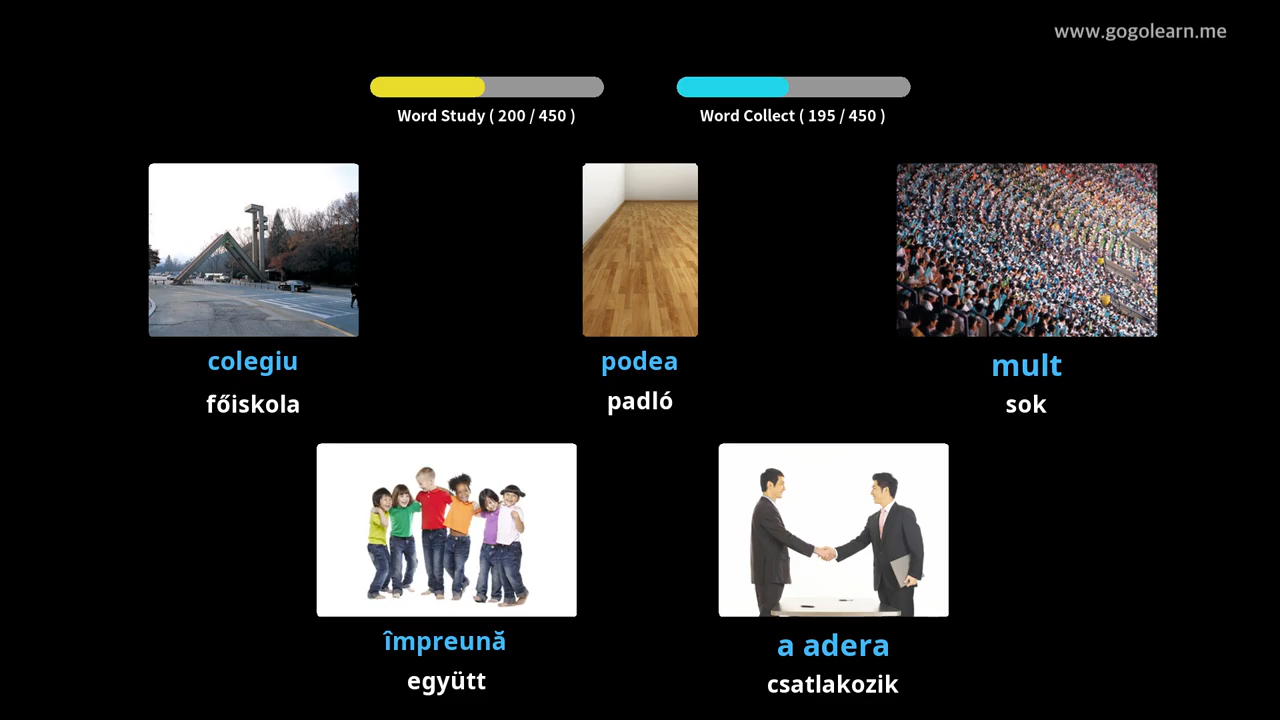 www.gogolearn.me
Word Study ( 200 / 450 )
Word Collect ( 195 / 450 )
colegiu
főiskola
podea
padló
mult
sok
împreună
együtt
a adera
csatlakozik